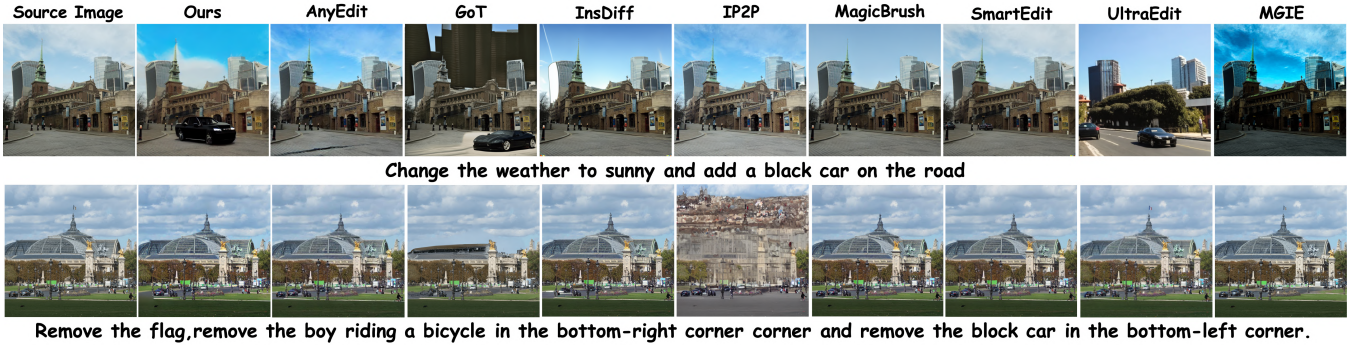 Source Image Ours AnyEdit GoT InsDiff IP2P MagicBrush SmartEdit UltraEdit MGIE
Change the weather to sunny and add a black car on the road
Remove the flag,remove the boy riding a bicycle in the bottom-right corner corner and remove the block car in the bottom-left corner.